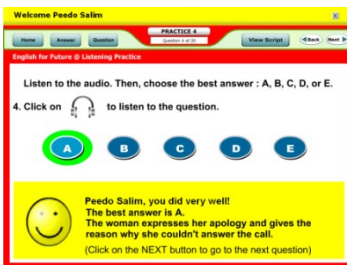 Welcome Peedo Salim
X
PRACTICE 4
Home
Answer
Question
Question 4 of 20
View Script
Back
Next
English for Future @ Listening Practice
Listen to the audio. Then, choose the best answer : A, B, C, D, or E.
4. Click on to listen to the question.
A
B
C
D
E
Peedo Salim, you did very well!
The best answer is A.
The woman expresses her apology and gives the
reason why she couldn't answer the call.
(Click on the NEXT button to go to the next question)